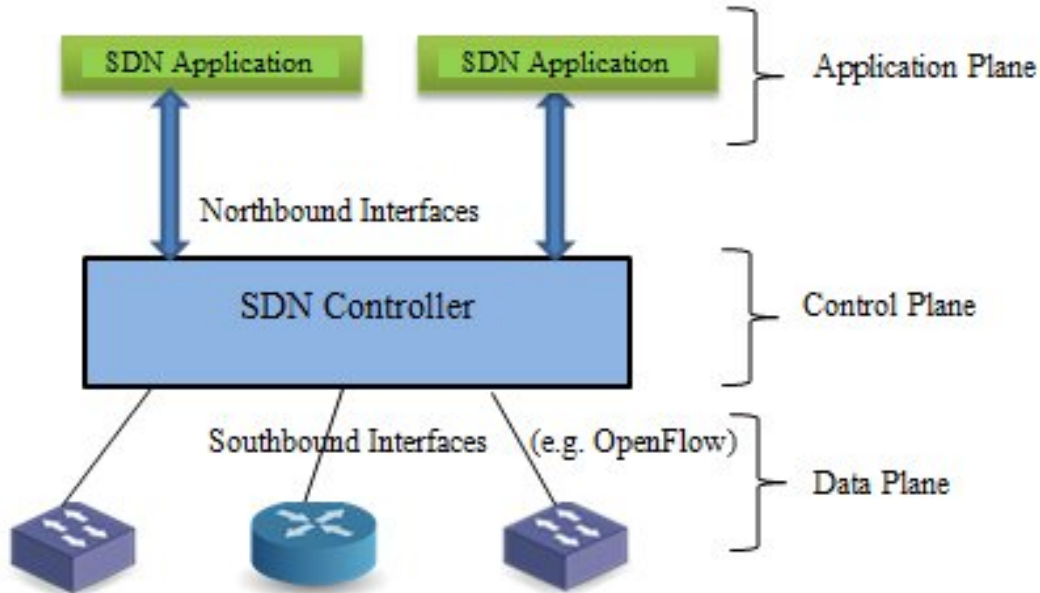 SDN Application
SDN Application
Application Plane
Northbound Interfaces
SDN Controller
Control Plane
Southbound Interfaces (e.g. OpenFlow)
Data Plane